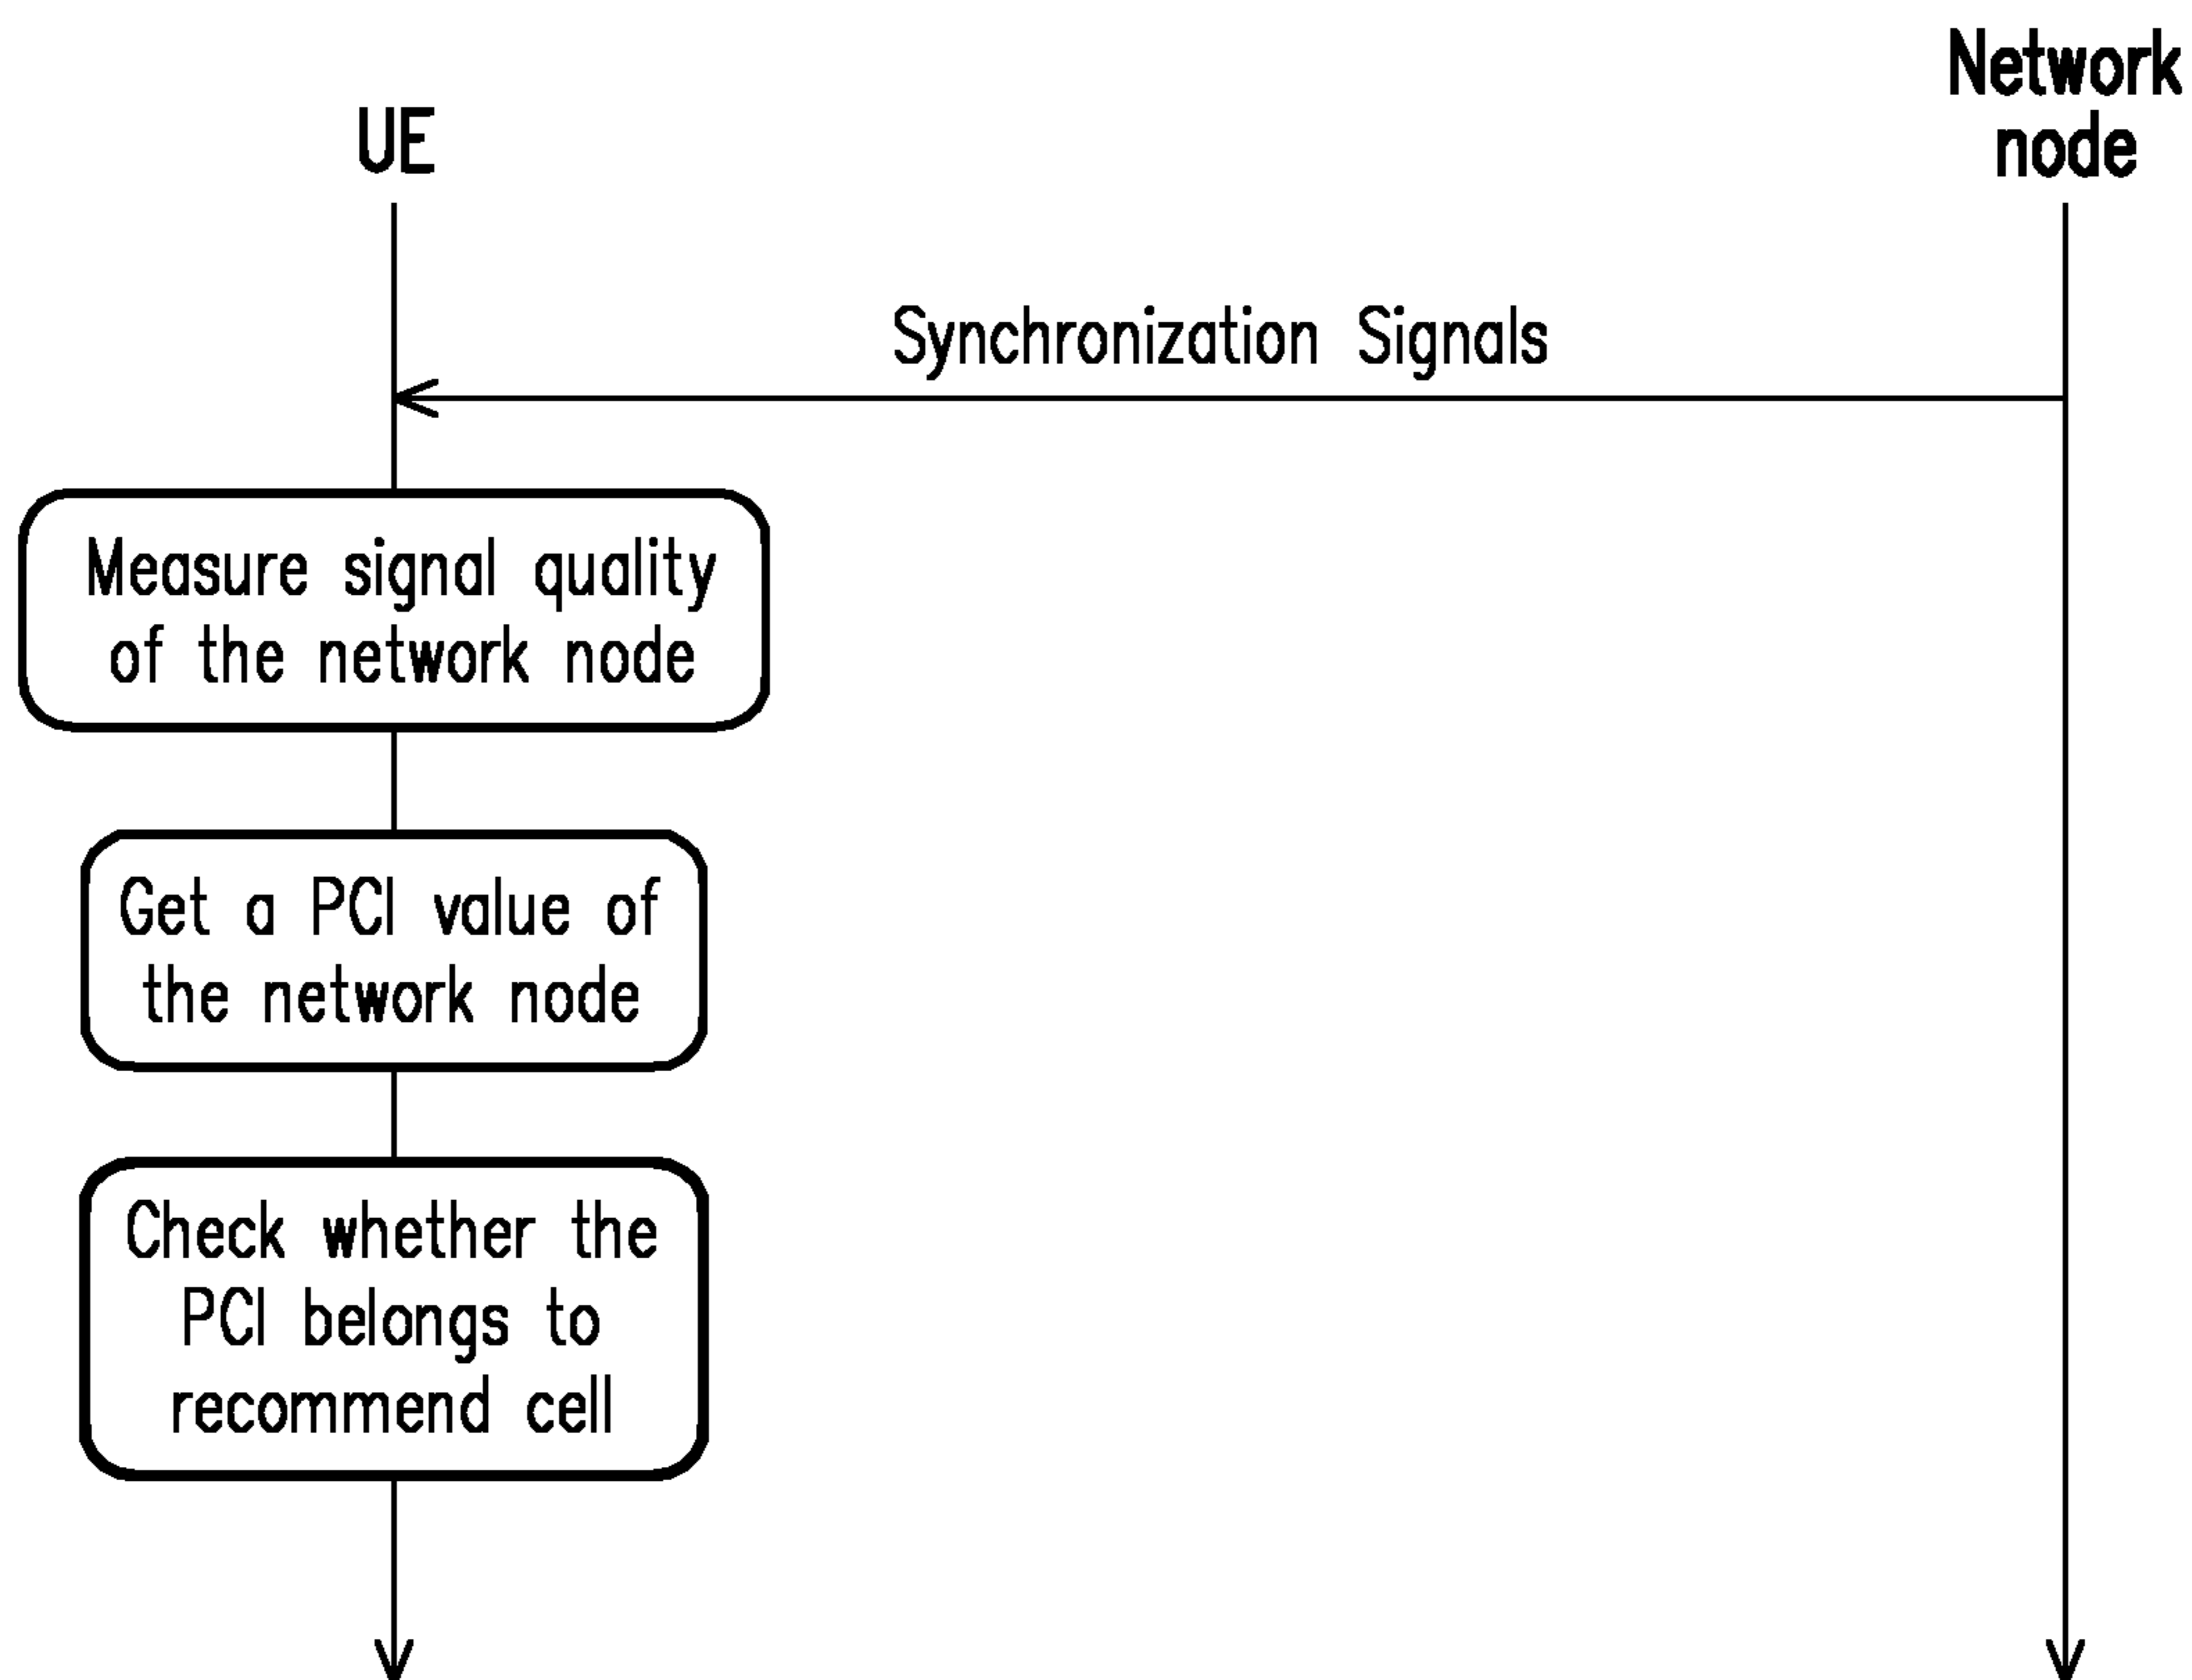 UE
Network
node
Synchronization Signals
Measure signal quality
of the network node
Get a PCI value of
the network node
Check whether the
PCI belongs to
recommend cell